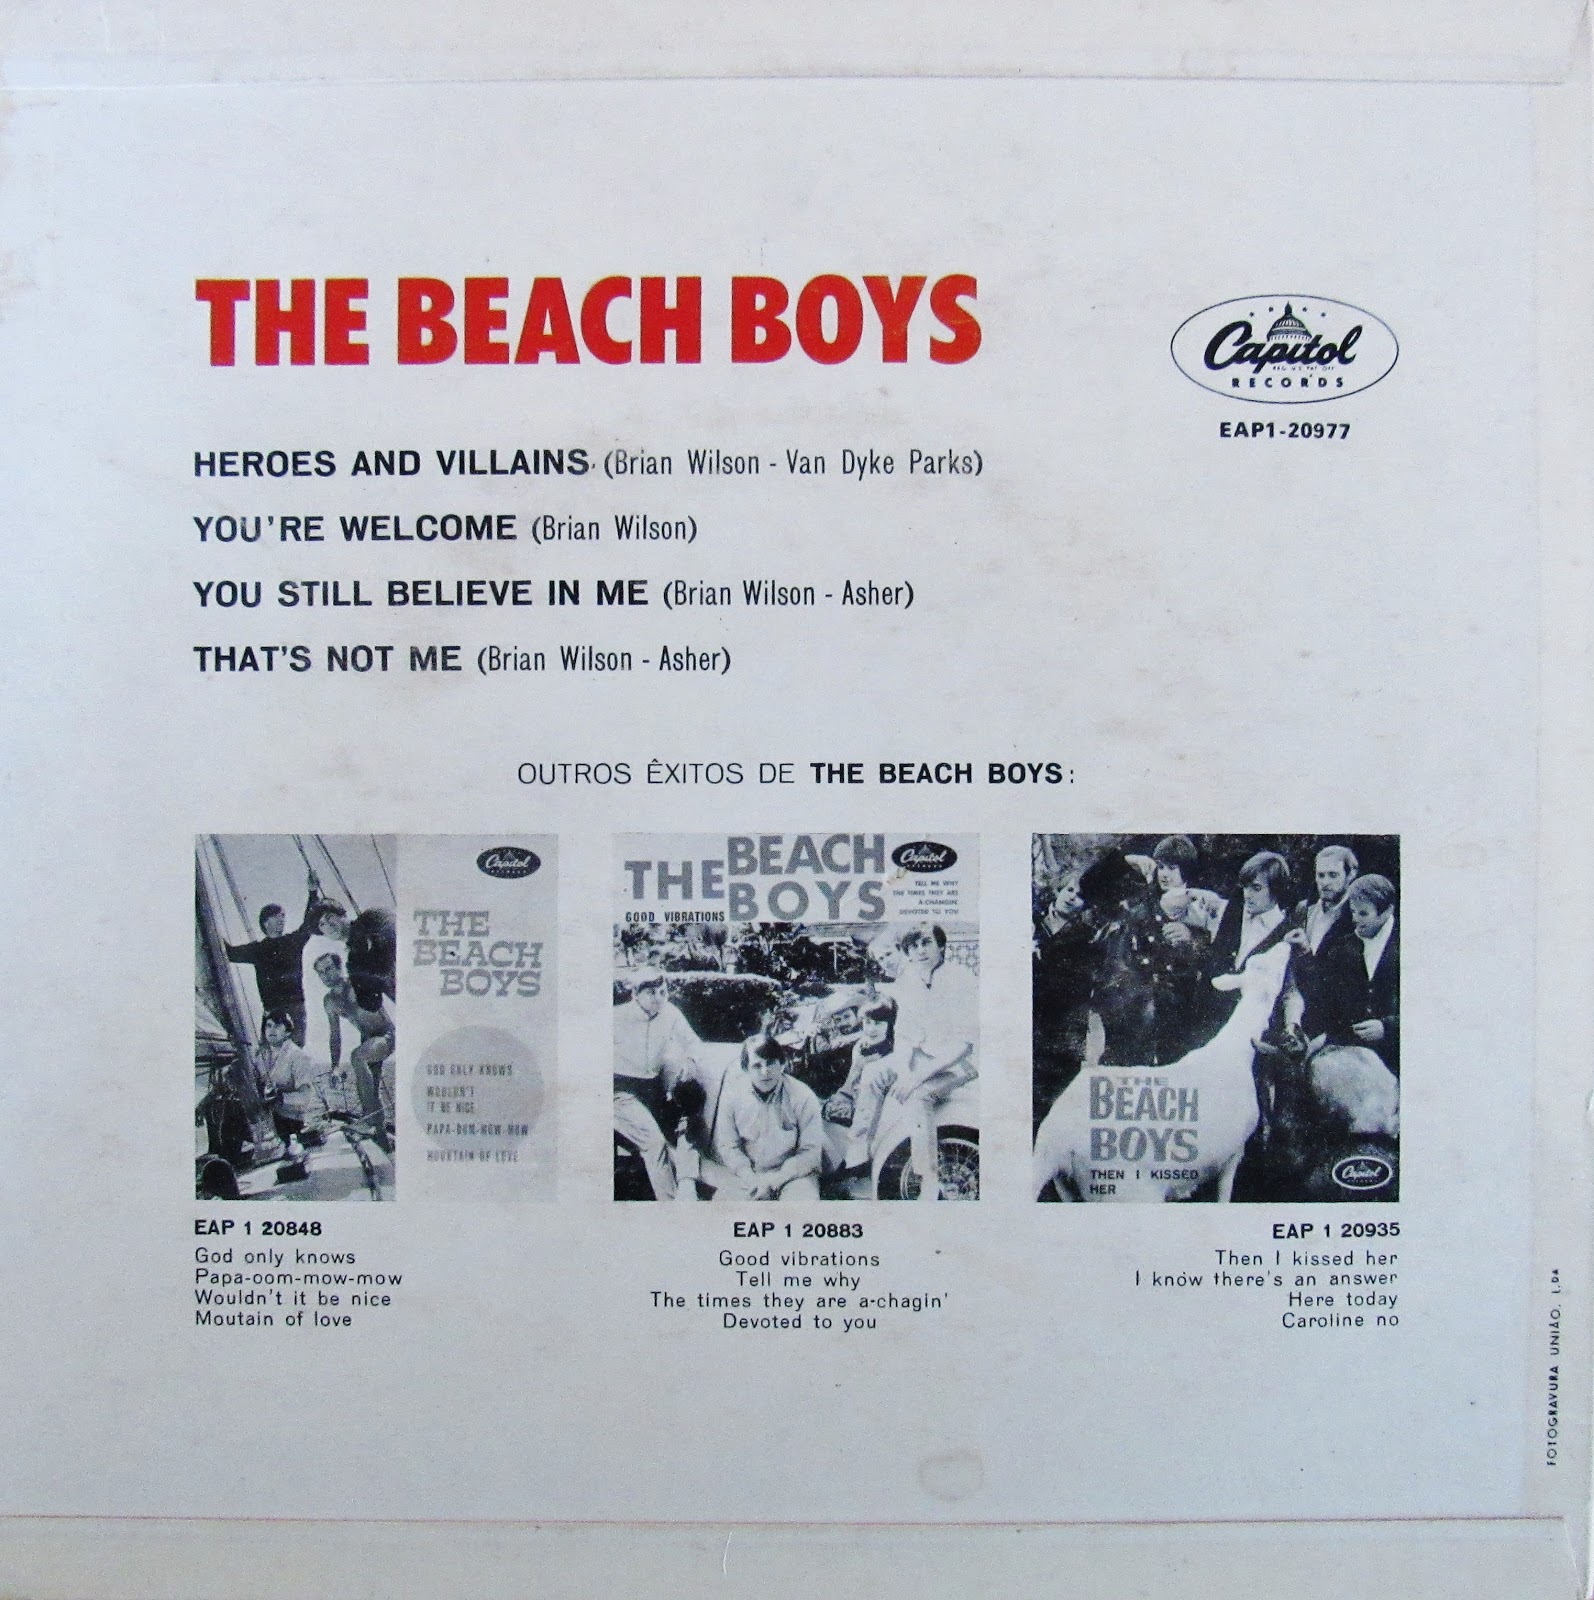 THE BEACH BOYS
Capitol
RECORDS
EAP1-20977
HEROES AND VILLAINS (Brian Wilson - Van Dyke Parks)
YOU'RE WELCOME (Brian Wilson)
YOU STILL BELIEVE IN ME (Brian Wilson - Asher)
THAT'S NOT ME (Brian Wilson - Asher)
OUTROS ÊXITOS DE THE BEACH BOYS:
Capitol
THE
BEACH
BOYS
GOD ONLY KNOWS
WOULDN'T
IT BE NICE
PAPA-OOM-MOW-MOW
MOUNTAIN OF LOVE
THE BEACH
BOYS
GOOD VIBRATIONS
Capitol
TELL ME WHY
THE TIMES THEY ARE
A-CHANGIN'
DEVOTED TO YOU
THE
BEACH
BOYS
THEN I KISSED
HER
Capitol
EAP 1 20848
God only knows
Papa-oom-mow-mow
Wouldn't it be nice
Moutain of love
EAP 1 20883
Good vibrations
Tell me why
The times they are a-chagin'
Devoted to you
EAP 1 20935
Then I kissed her
I know there's an answer
Here today
Caroline no
FOTOGRAVURA UNIÃO, L.DA